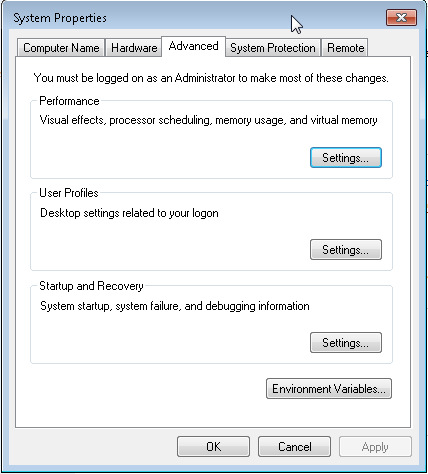 System Properties
Computer Name Hardware Advanced System Protection Remote
You must be logged on as an Administrator to make most of these changes.
Performance
Visual effects, processor scheduling, memory usage, and virtual memory
Settings...
User Profiles
Desktop settings related to your logon
Settings...
Startup and Recovery
System startup, system failure, and debugging information
Settings...
Environment Variables...
OK Cancel Apply